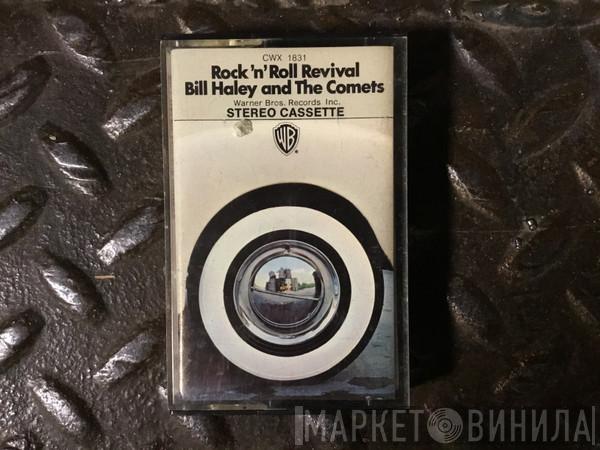 CWX 1831
Rock 'n' Roll Revival
Bill Haley and The Comets
Warner Bros. Records Inc.
STEREO CASSETTE
WB
МАРКЕТ ВИНИЛА